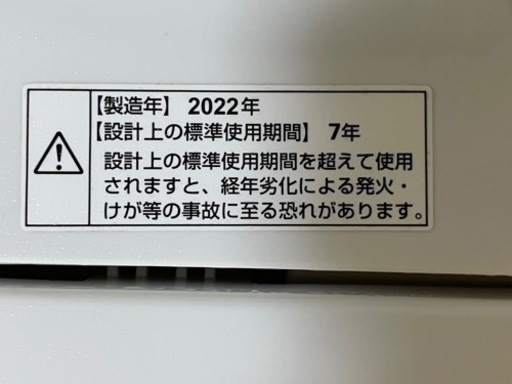 【製造年】 2022年
【設計上の標準使用期間】 7年
設計上の標準使用期間を超えて使用
されますと、経年劣化による発火・
けが等の事故に至る恐れがあります。